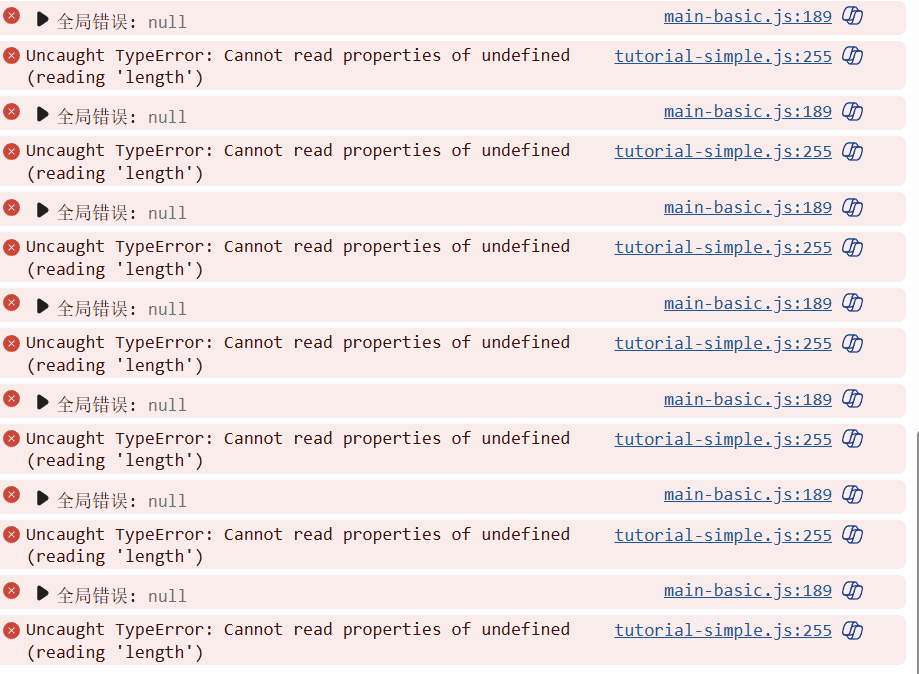 全局错误: null main-basic.js:189
Uncaught TypeError: Cannot read properties of undefined tutorial-simple.js:255
(reading 'length')
全局错误: null main-basic.js:189
Uncaught TypeError: Cannot read properties of undefined tutorial-simple.js:255
(reading 'length')
全局错误: null main-basic.js:189
Uncaught TypeError: Cannot read properties of undefined tutorial-simple.js:255
(reading 'length')
全局错误: null main-basic.js:189
Uncaught TypeError: Cannot read properties of undefined tutorial-simple.js:255
(reading 'length')
全局错误: null main-basic.js:189
Uncaught TypeError: Cannot read properties of undefined tutorial-simple.js:255
(reading 'length')
全局错误: null main-basic.js:189
Uncaught TypeError: Cannot read properties of undefined tutorial-simple.js:255
(reading 'length')
全局错误: null main-basic.js:189
Uncaught TypeError: Cannot read properties of undefined tutorial-simple.js:255
(reading 'length')